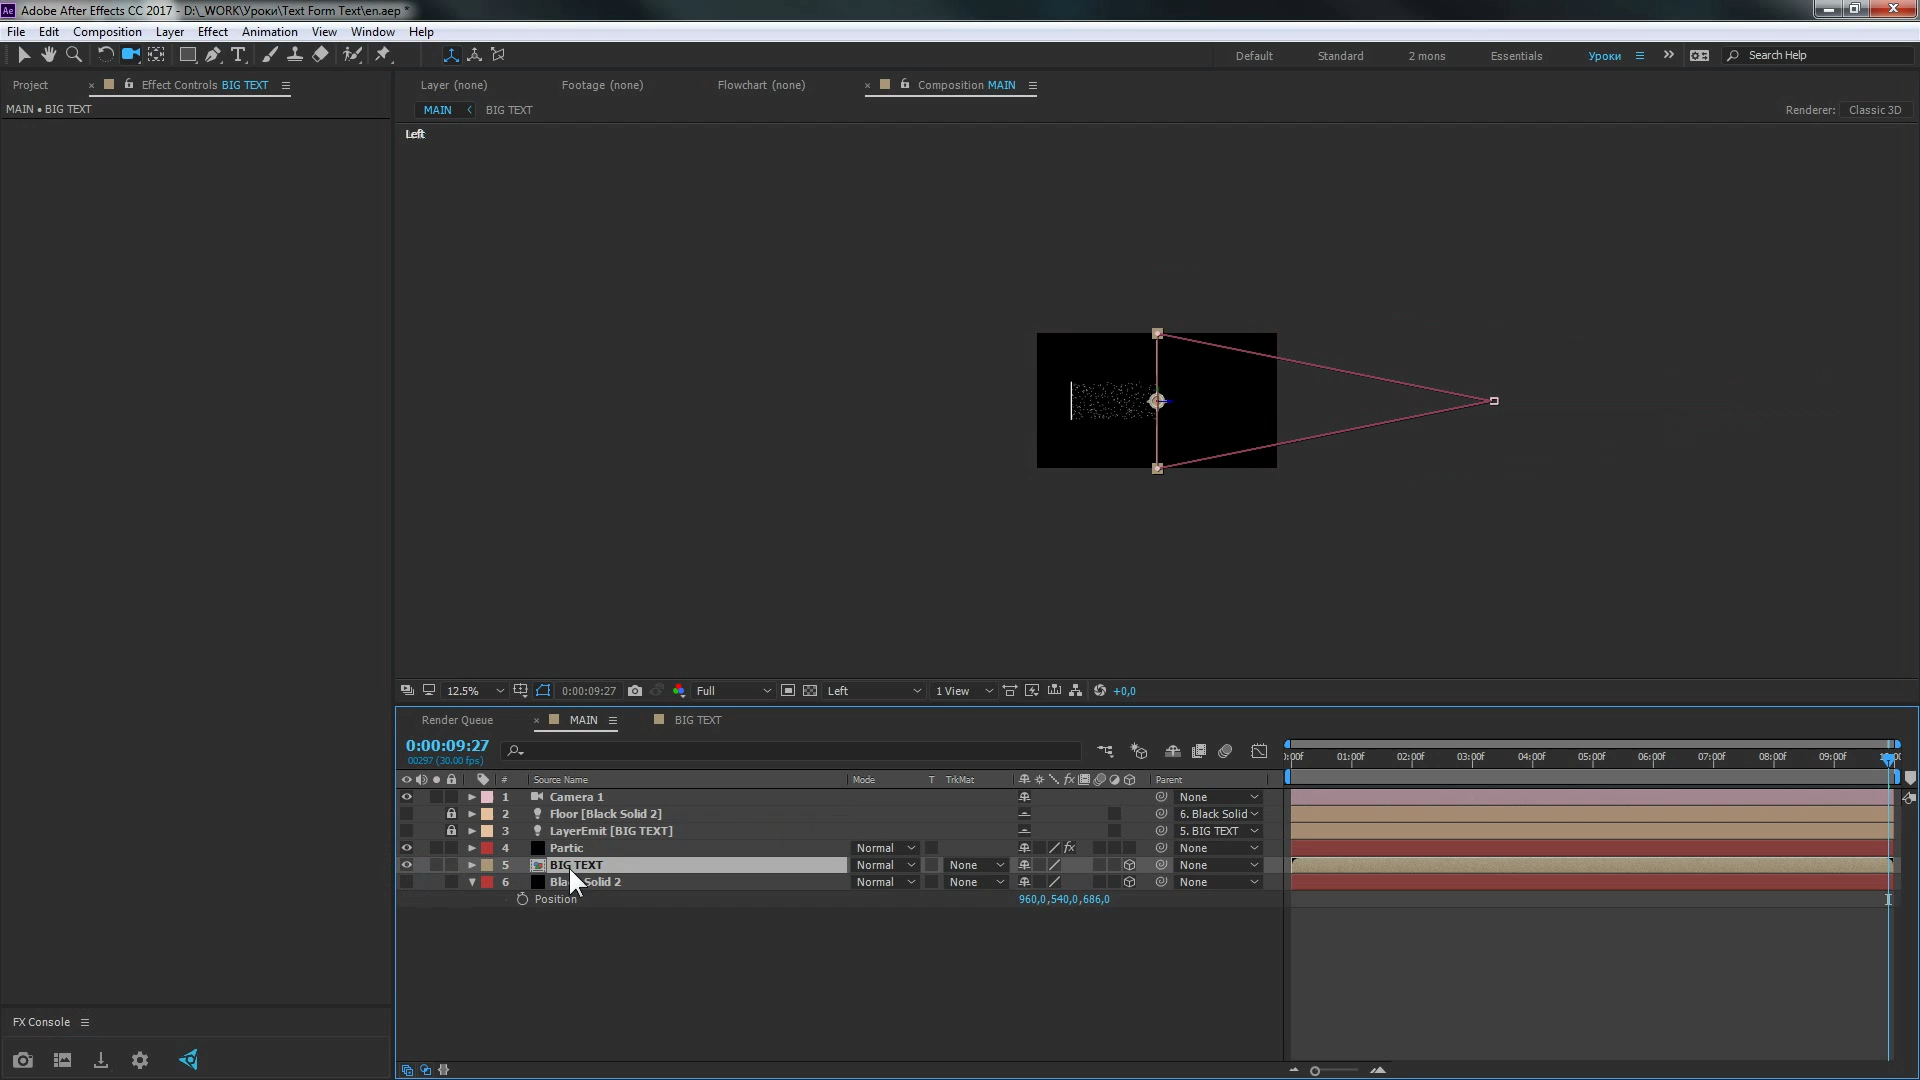 Ae Adobe After Effects CC 2017 - D:\_WORK\Уроки\Text Form Text\en.aep *
File Edit Composition Layer Effect Animation View Window Help
Default Standard 2 mons Essentials Уроки Search Help
Project Effect Controls BIG TEXT
MAIN • BIG TEXT
Layer (none) Footage (none) Flowchart (none) Composition MAIN
MAIN BIG TEXT Renderer: Classic 3D
Left
12.5% 0:00:09:27 Full Left 1 View +0,0
Render Queue MAIN BIG TEXT
0:00:09:27
00297 (30.00 fps)
:00f 01:00f 02:00f 03:00f 04:00f 05:00f 06:00f 07:00f 08:00f 09:00f
# Source Name Mode T TrkMat fx Parent
1 Camera 1 None
2 Floor [Black Solid 2] 6. Black Solid
3 LayerEmit [BIG TEXT] 5. BIG TEXT
4 Partic Normal fx None
5 BIG TEXT Normal None None
6 Solid 2 Normal None None
Position 960,0,540,0,686,0
FX Console